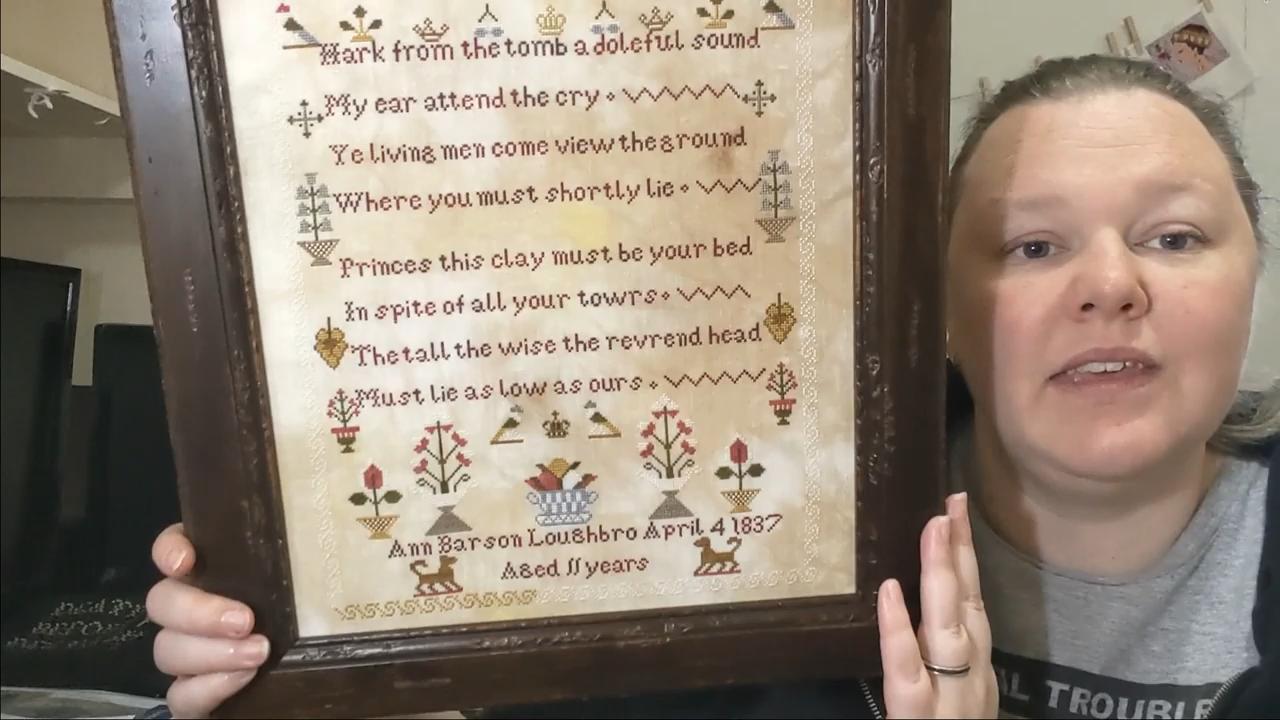 Hark from the tomb a doleful sound
My ear attend the cry
Ye living men come view the ground
Where you must shortly lie
Princes this clay must be your bed
In spite of all your towrs
The tall the wise the revrend head
Must lie as low as ours
Ann Barson Loughbro April 4 1837
Aged 11 years
AL TROUBLE